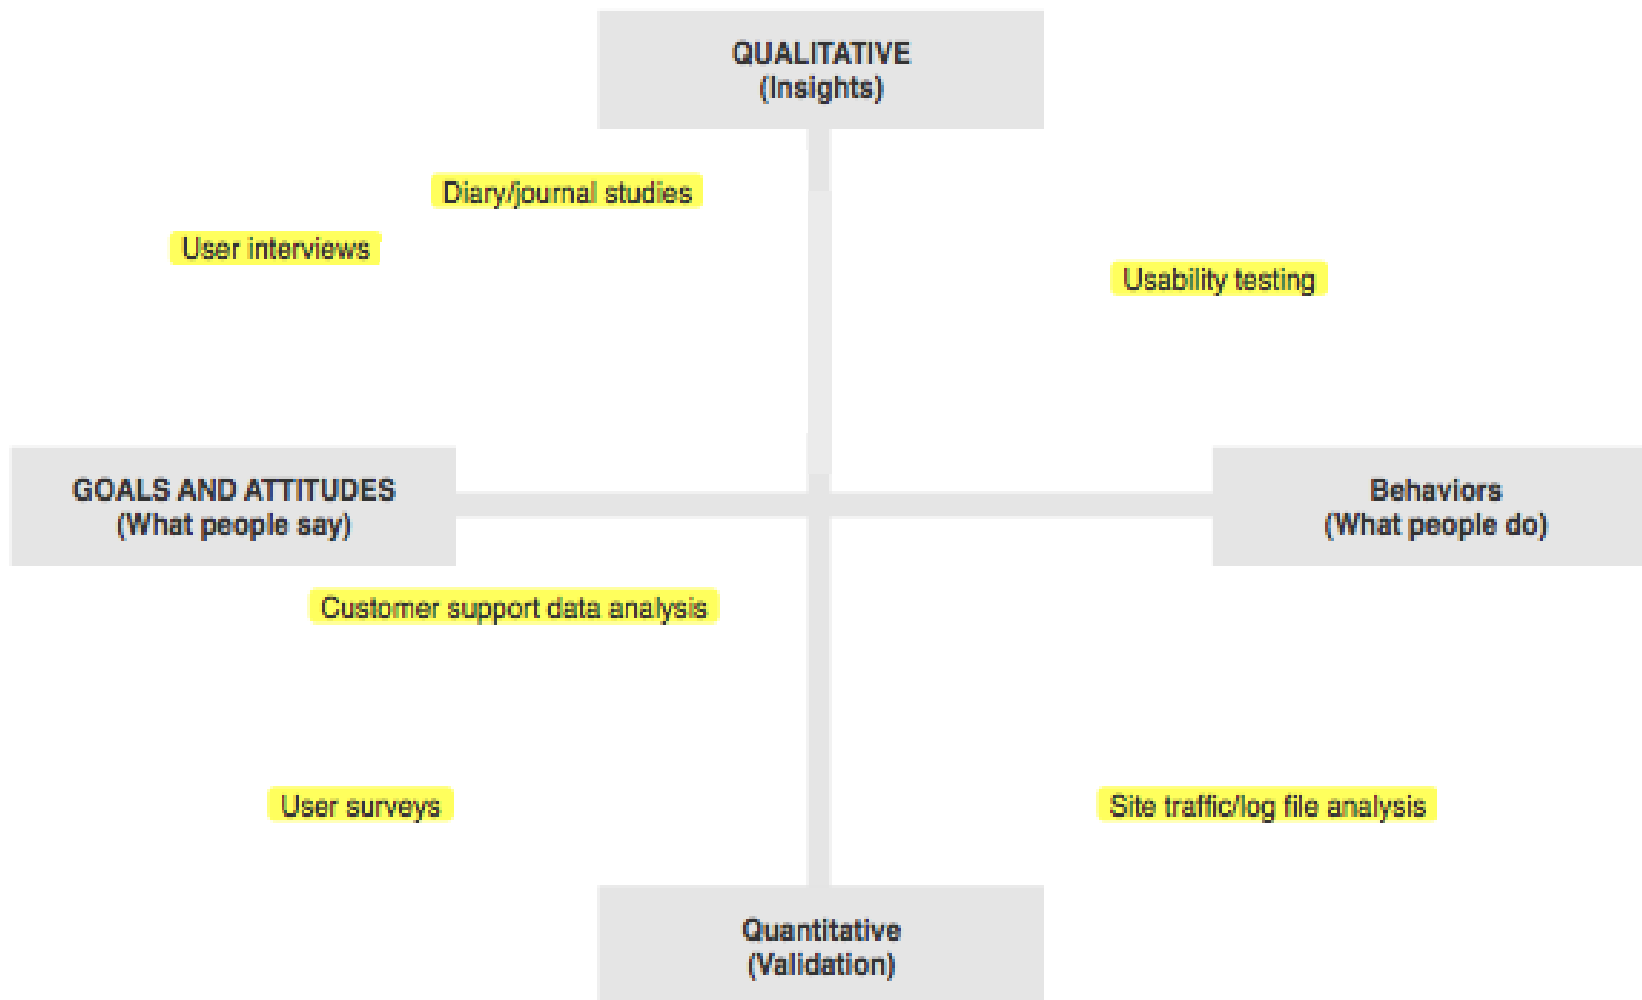 QUALITATIVE
(Insights)
Diary/journal studies
User interviews
Usability testing
GOALS AND ATTITUDES
(What people say)
Behaviors
(What people do)
Customer support data analysis
User surveys
Site traffic/log file analysis
Quantitative
(Validation)